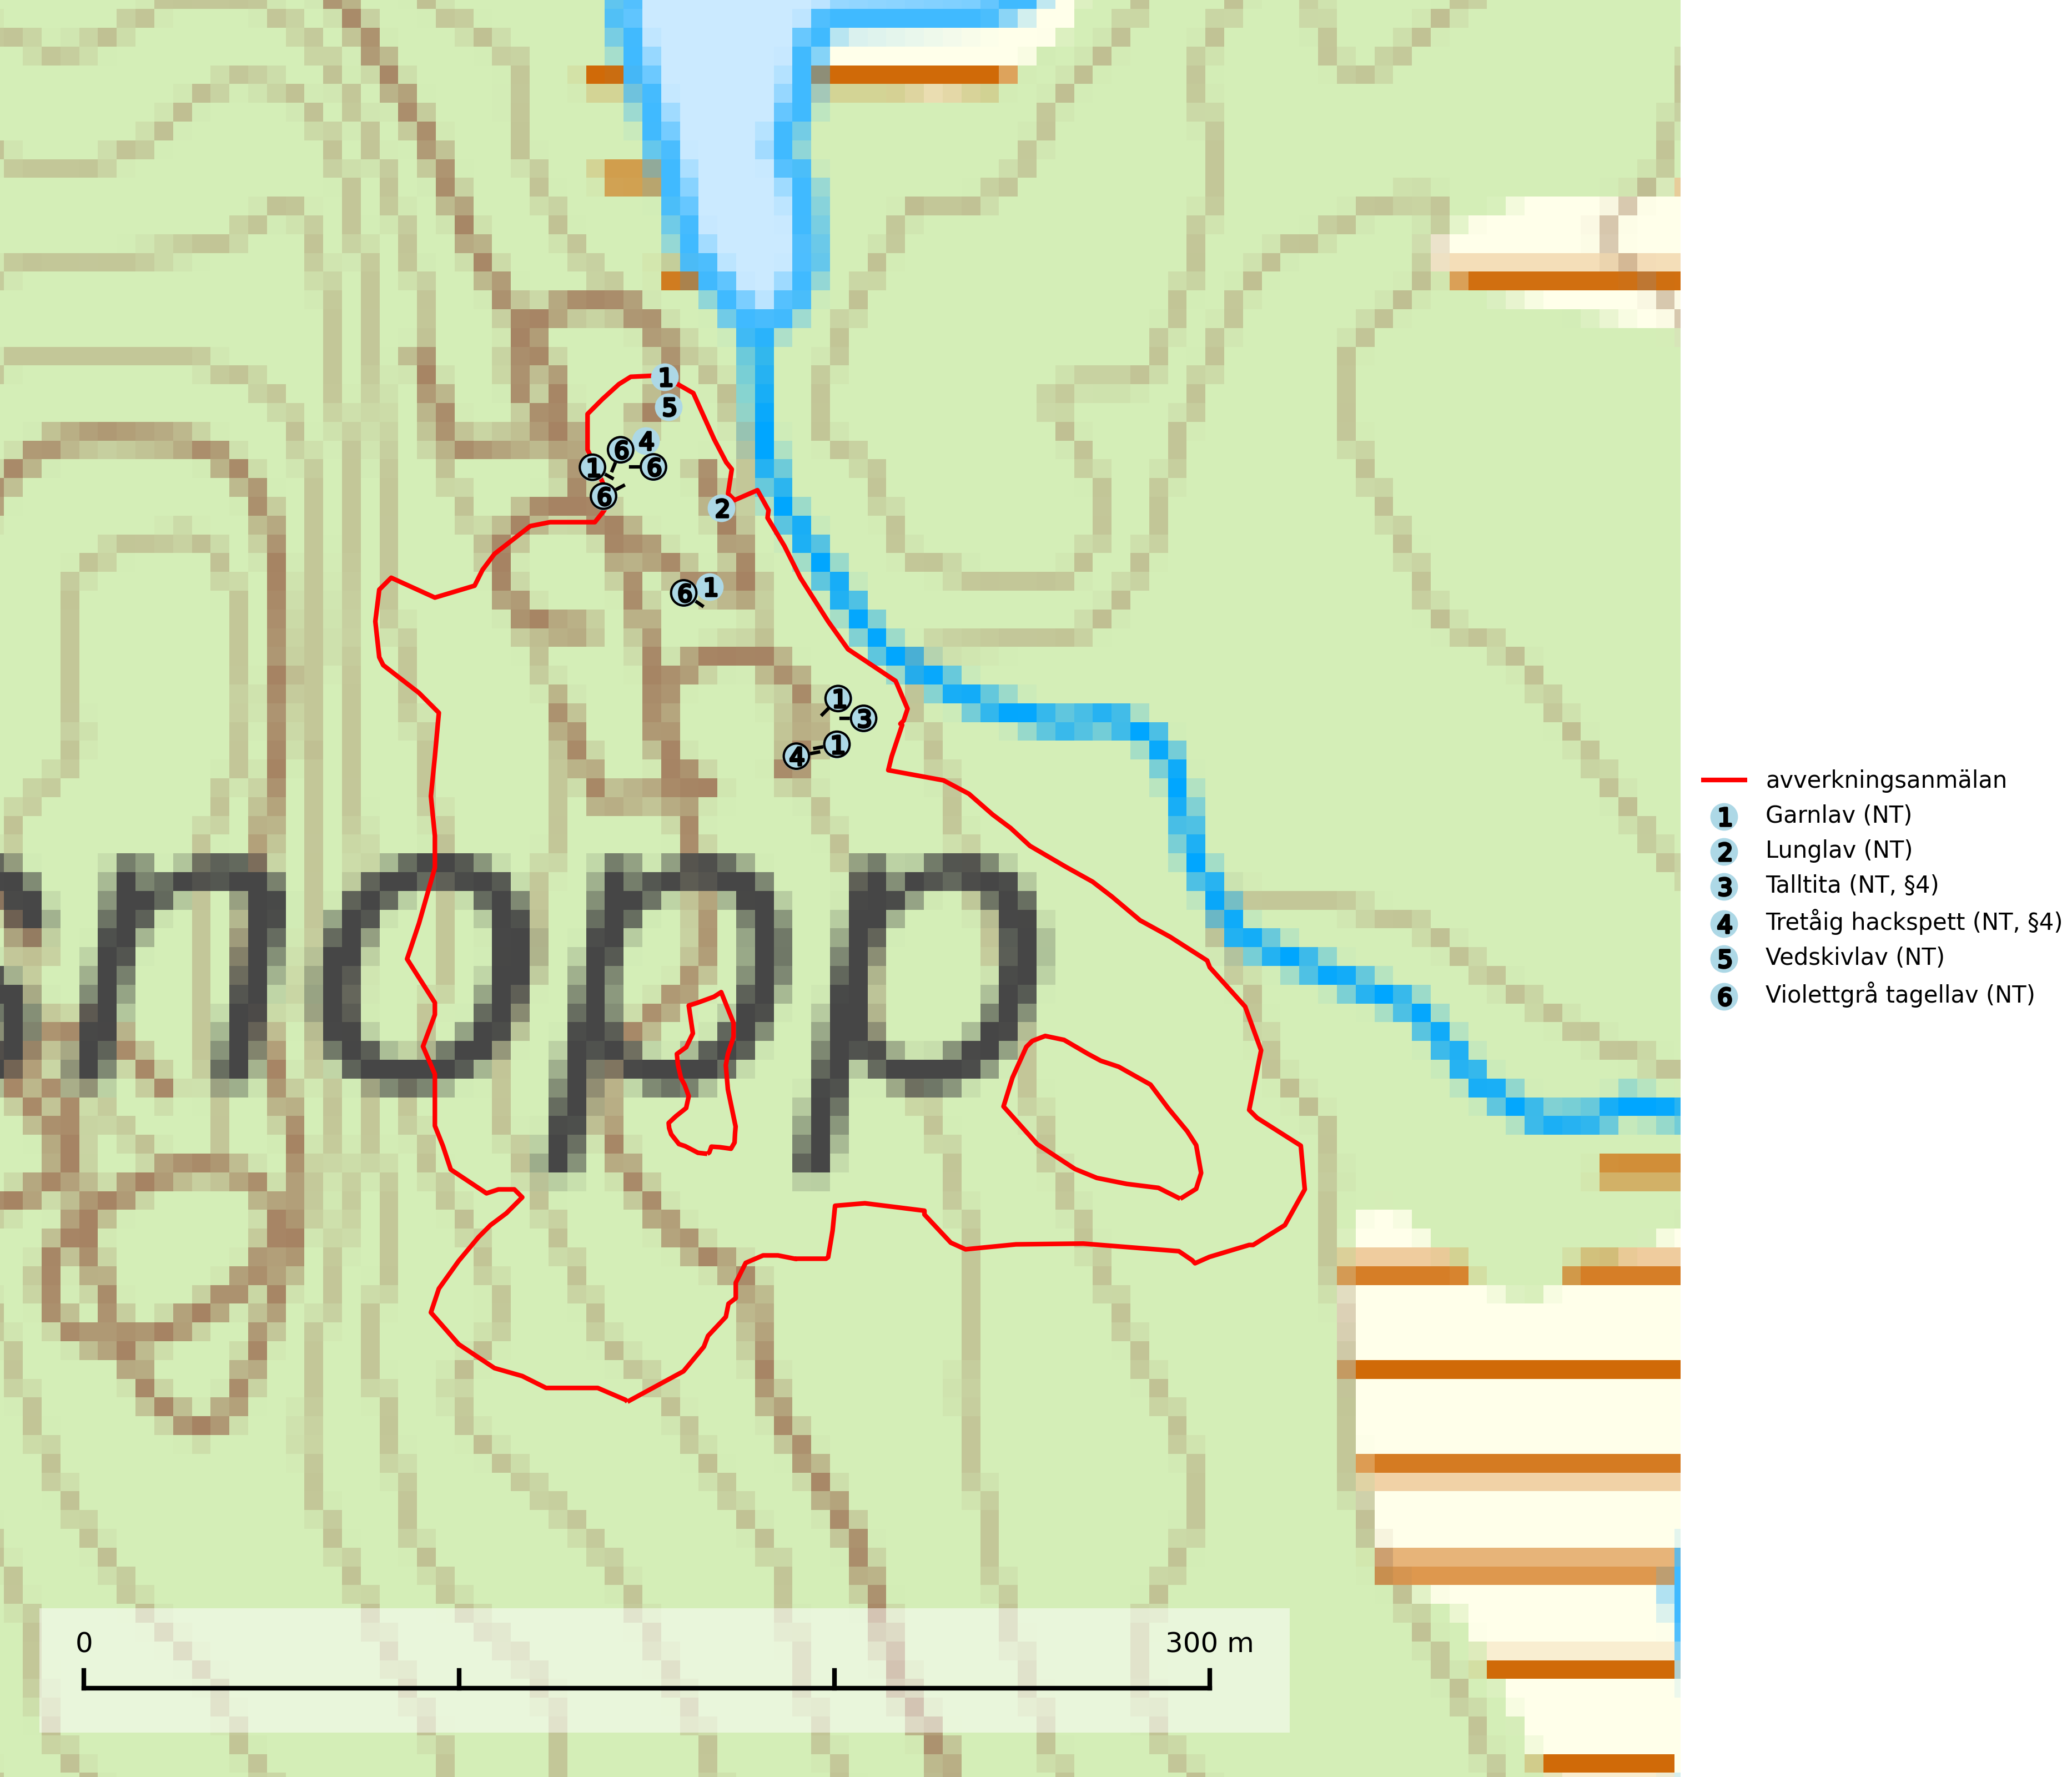 1
5
4
6
1
6
6
2
6
1
1
3
1
4
nopp
0 300 m
avverkningsanmälan
1 Garnlav (NT)
2 Lunglav (NT)
3 Talltita (NT, §4)
4 Tretåig hackspett (NT, §4)
5 Vedskivlav (NT)
6 Violettgrå tagellav (NT)